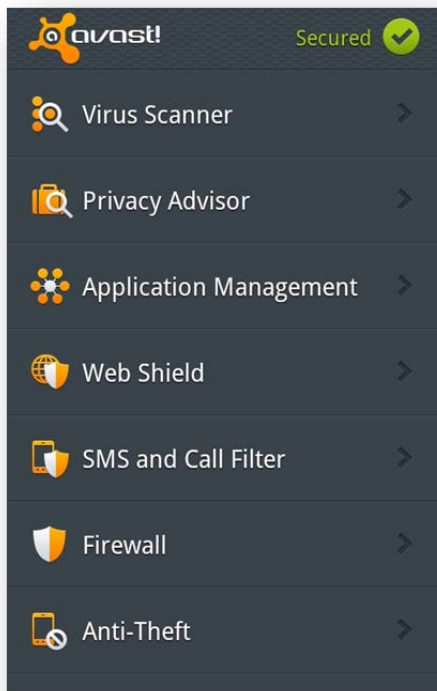 avast!
Secured
Virus Scanner
Privacy Advisor
Application Management
Web Shield
SMS and Call Filter
Firewall
Anti-Theft